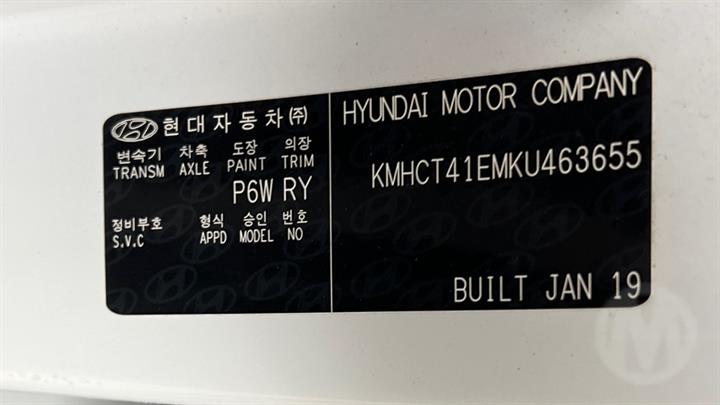 현대자동차(주)
변속기 차축 도장 의장
TRANSM AXLE PAINT TRIM
P6W RY
정비부호 형식 승인 번호
S.V.C APPD MODEL NO
HYUNDAI MOTOR COMPANY
KMHCT41EMKU463655
BUILT JAN 19
M